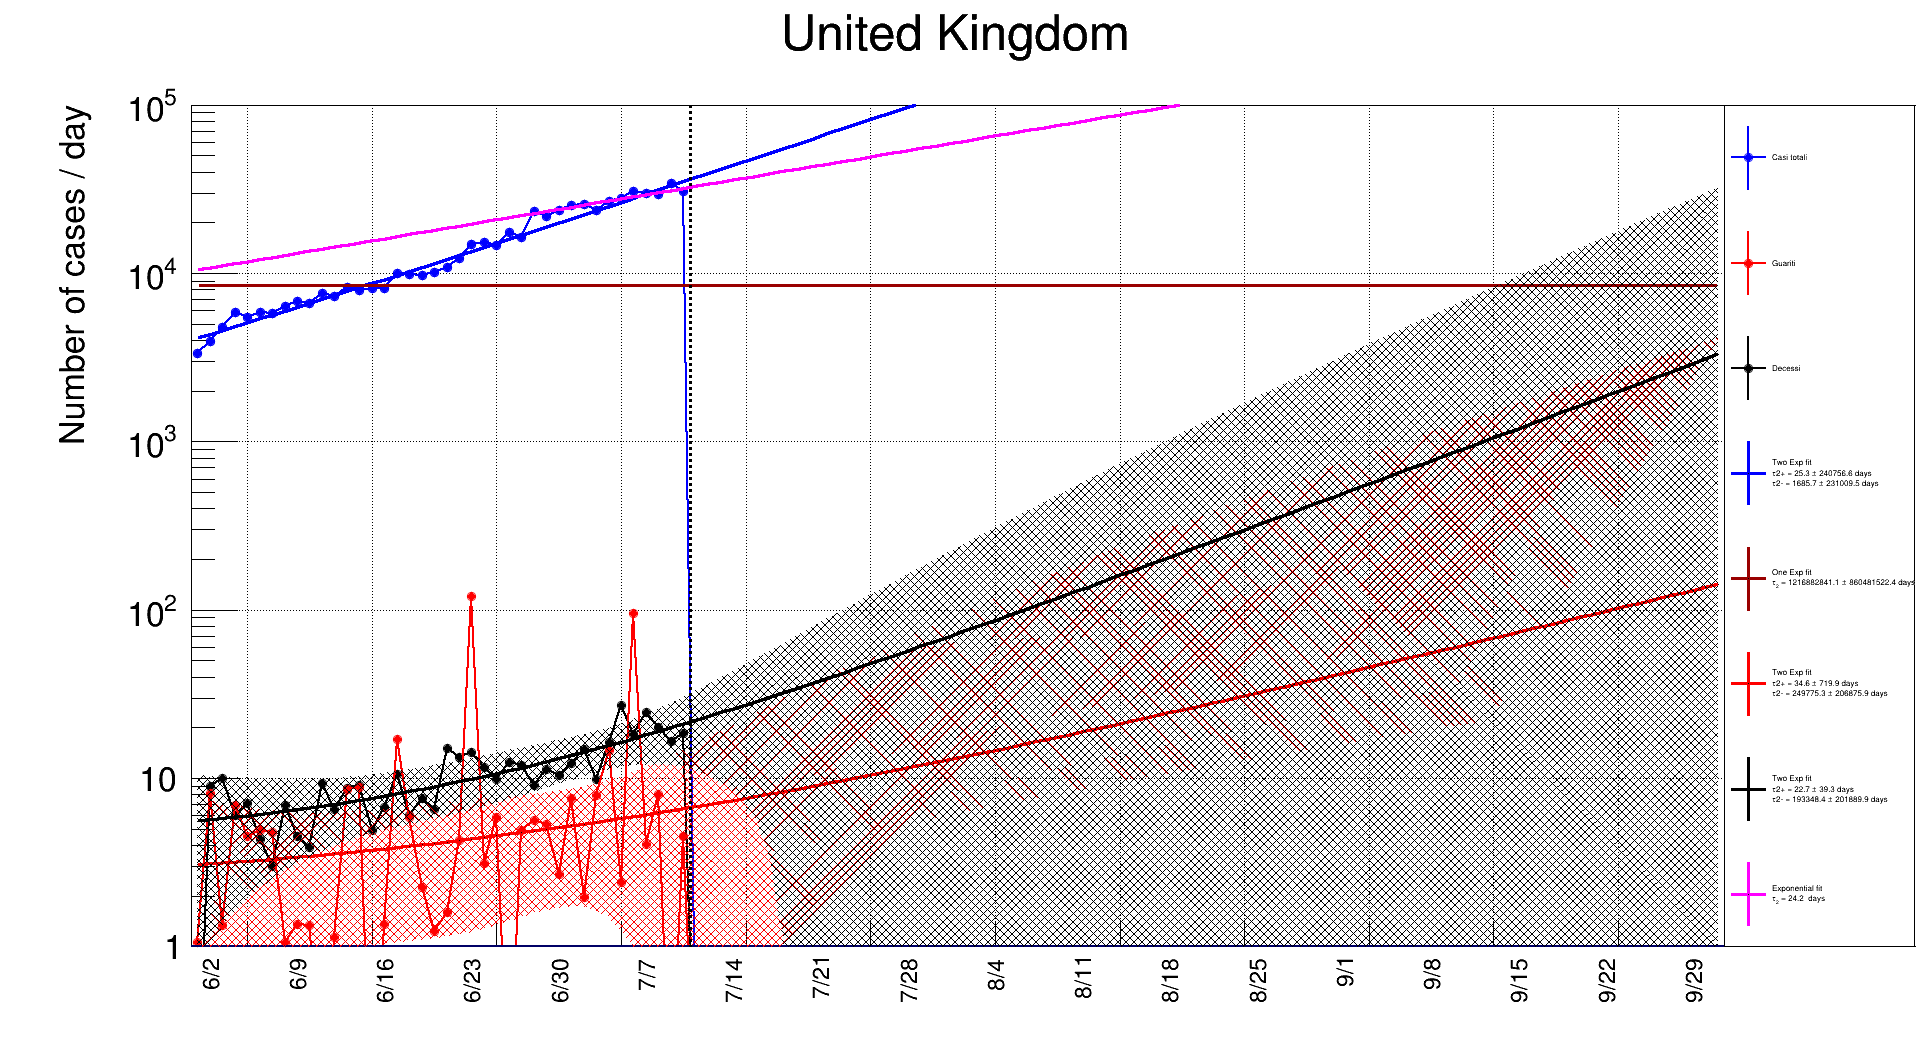 United Kingdom
Number of cases / day
10^5
10^4
10^3
10^2
10
1
6/2
6/9
6/16
6/23
6/30
7/7
7/14
7/21
7/28
8/4
8/11
8/18
8/25
9/1
9/8
9/15
9/22
9/29
Casi totali
Guariti
Decessi
Two Exp fit
τ2+ = 25.3 ± 240756.6 days
τ2- = 1685.7 ± 231009.5 days
One Exp fit
τ₂ = 1216882841.1 ± 860481522.4 days
Two Exp fit
τ2+ = 34.6 ± 719.9 days
τ2- = 249775.3 ± 206875.9 days
Two Exp fit
τ2+ = 22.7 ± 39.3 days
τ2- = 193348.4 ± 201889.9 days
Exponential fit
τ₂ = 24.2 days